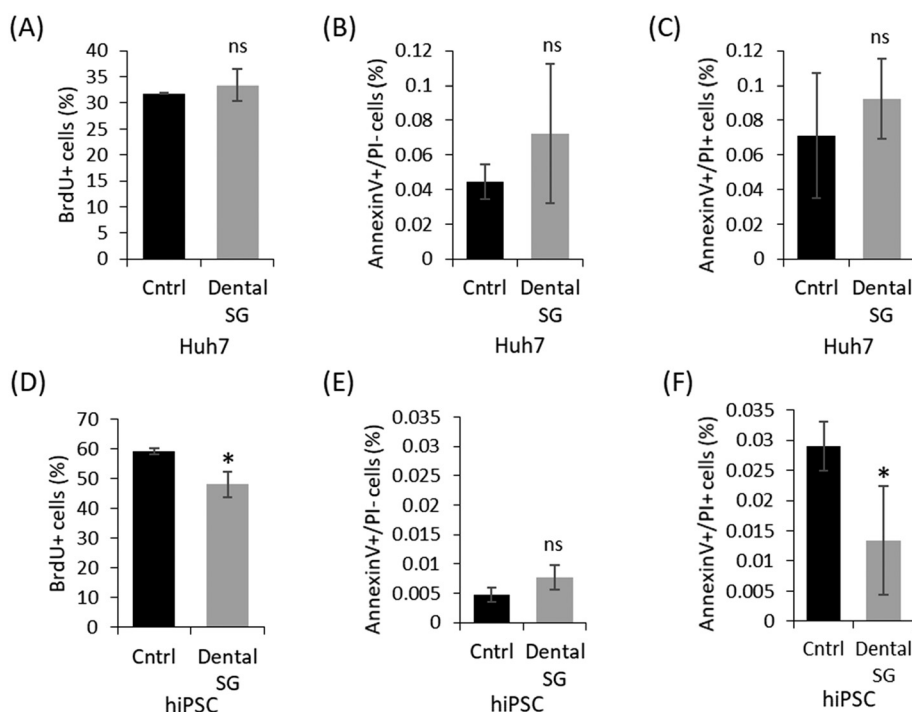 (A)
BrdU+ cells (%)
40
35
30
25
20
15
10
5
0
ns
Cntrl
Dental
SG
Huh7
(B)
AnnexinV+/PI- cells (%)
0.12
0.1
0.08
0.06
0.04
0.02
0
ns
Cntrl
Dental
SG
Huh7
(C)
AnnexinV+/PI+ cells (%)
0.12
0.1
0.08
0.06
0.04
0.02
0
ns
Cntrl
Dental
SG
Huh7
(D)
BrdU+ cells (%)
70
60
50
40
30
20
10
0
*
Cntrl
Dental
SG
hiPSC
(E)
AnnexinV+/PI- cells (%)
0.035
0.03
0.025
0.02
0.015
0.01
0.005
0
ns
Cntrl
Dental
SG
hiPSC
(F)
AnnexinV+/PI+ cells (%)
0.035
0.03
0.025
0.02
0.015
0.01
0.005
0
*
Cntrl
Dental
SG
hiPSC